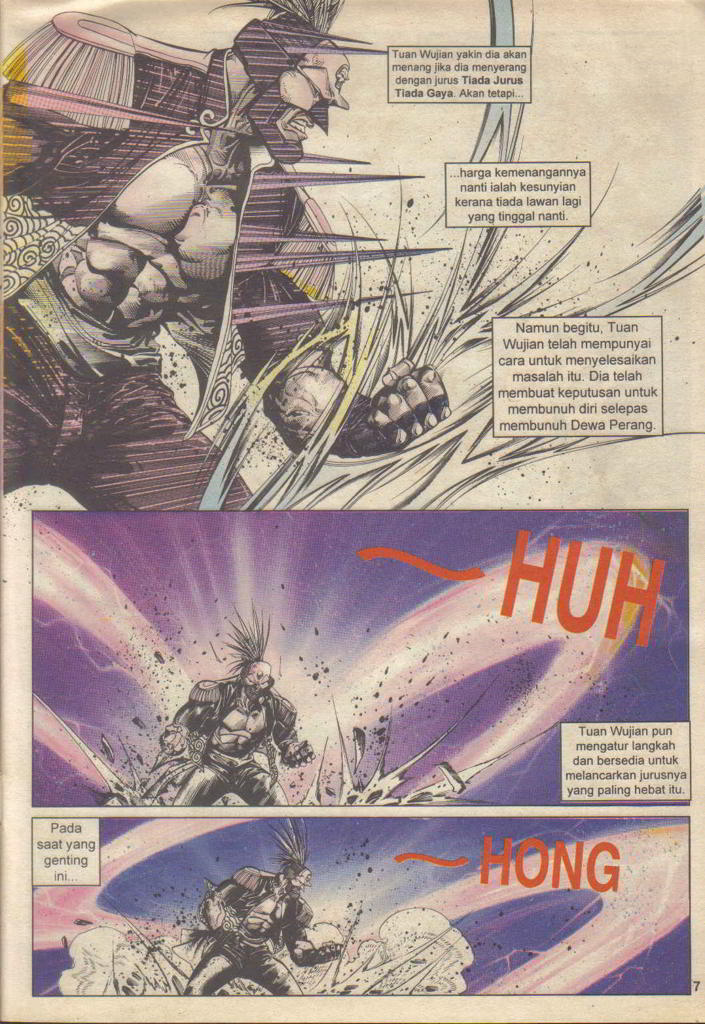 Tuan Wujian yakin dia akan
menang jika dia menyerang
dengan jurus Tiada Jurus
Tiada Gaya. Akan tetapi...
...harga kemenangannya
nanti ialah kesunyian
kerana tiada lawan lagi
yang tinggal nanti.
Namun begitu, Tuan
Wujian telah mempunyai
cara untuk menyelesaikan
masalah itu. Dia telah
membuat keputusan untuk
membunuh diri selepas
membunuh Dewa Perang.
~HUH
Tuan Wujian pun
mengatur langkah
dan bersedia untuk
melancarkan jurusnya
yang paling hebat itu.
Pada
saat yang
genting
ini...
~HONG
7